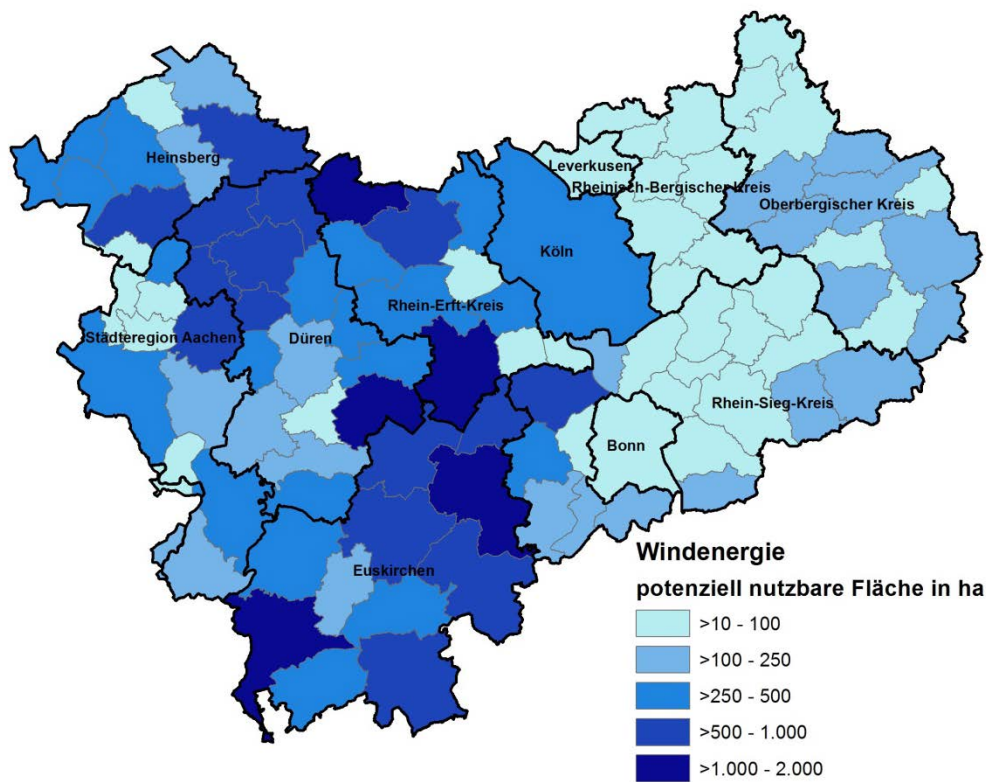 Heinsberg
Leverkusen
Rheinisch-Bergischer Kreis
Oberbergischer Kreis
Köln
Rhein-Erft-Kreis
Städteregion Aachen
Düren
Rhein-Sieg-Kreis
Bonn
Euskirchen
Windenergie
potenziell nutzbare Fläche in ha
>10 - 100
>100 - 250
>250 - 500
>500 - 1.000
>1.000 - 2.000